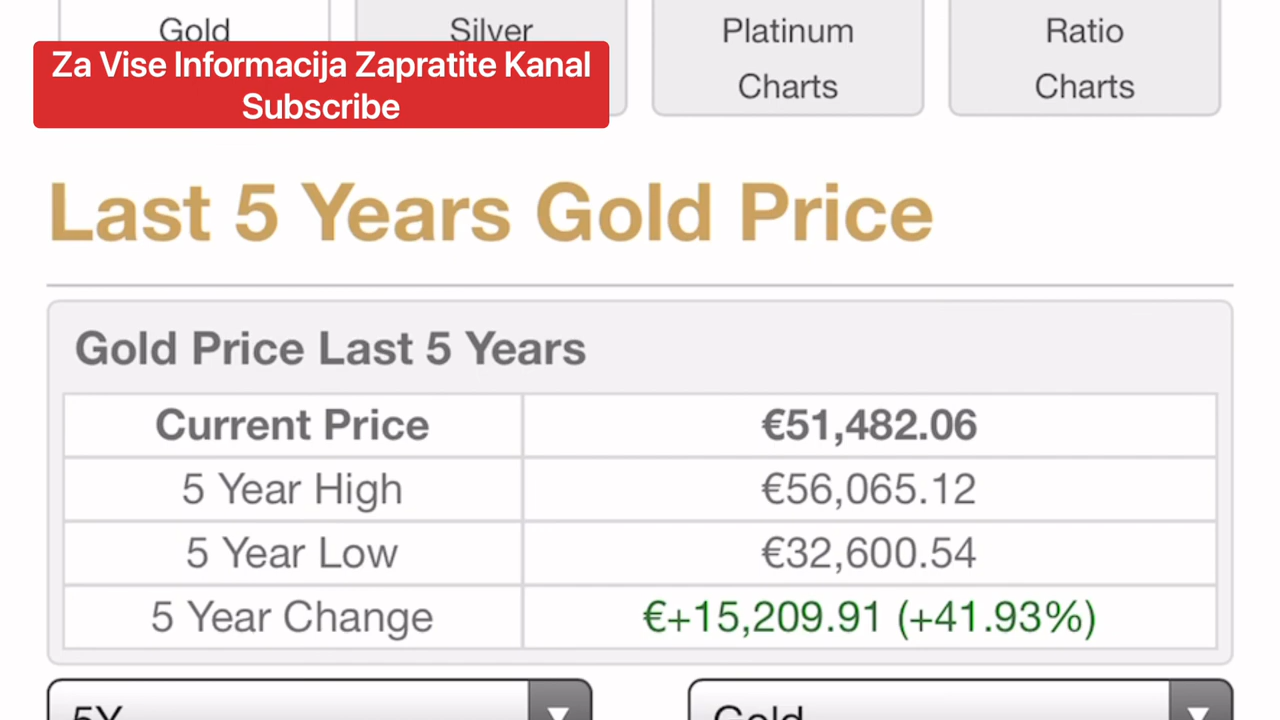 Gold
Silver
Platinum
Charts
Ratio
Charts
Za Vise Informacija Zapratite Kanal
Subscribe
Last 5 Years Gold Price
Gold Price Last 5 Years
Current Price €51,482.06
5 Year High €56,065.12
5 Year Low €32,600.54
5 Year Change €+15,209.91 (+41.93%)
5Y
Gold